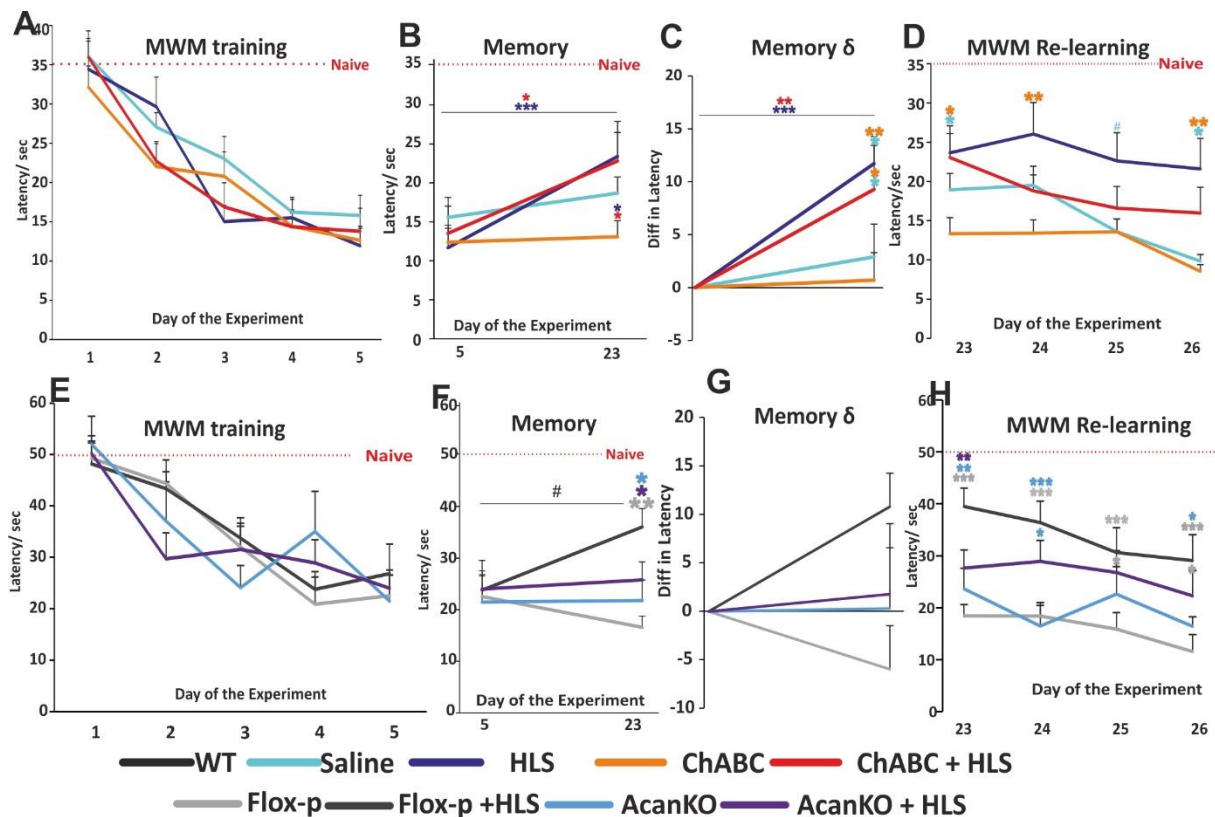 A
MWM training
Latency/ sec
40
35
30
25
20
15
10
5
0
Naive
Day of the Experiment
1 2 3 4 5
B
Memory
Latency/ sec
35
30
25
20
15
10
5
0
Naive
*
***
*
*
Day of the Experiment
5 23
C
Memory δ
Diff in Latency
20
15
10
5
0
-5
**
***
**
*
*
*
D
MWM Re-learning
Latency/sec
35
30
25
20
15
10
5
0
Naive
*
*
**
#
**
*
Day of the Experiment
23 24 25 26
E
MWM training
Latency/ sec
60
50
40
30
20
10
0
Naive
Day of the Experiment
1 2 3 4 5
F
Memory
Latency/ sec
60
50
40
30
20
10
0
Naive
#
*
*
**
Day of the Experiment
5 23
G
Memory δ
Diff in Latency
20
15
10
5
0
-5
-10
H
MWM Re-learning
60
50
40
30
20
10
0
**
**
***
***
***
*
***
*
*
***
*
Day of the Experiment
23 24 25 26
WT Saline HLS ChABC ChABC + HLS
Flox-p Flox-p +HLS AcanKO AcanKO + HLS